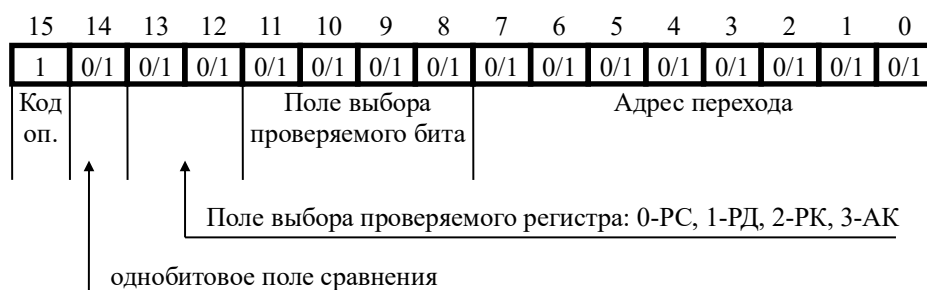 15 14 13 12 11 10 9 8 7 6 5 4 3 2 1 0
1 0/1 0/1 0/1 0/1 0/1 0/1 0/1 0/1 0/1 0/1 0/1 0/1 0/1 0/1 0/1
Код
оп.
Поле выбора
проверяемого бита
Адрес перехода
Поле выбора проверяемого регистра: 0-РС, 1-РД, 2-РК, 3-АК
однобитовое поле сравнения